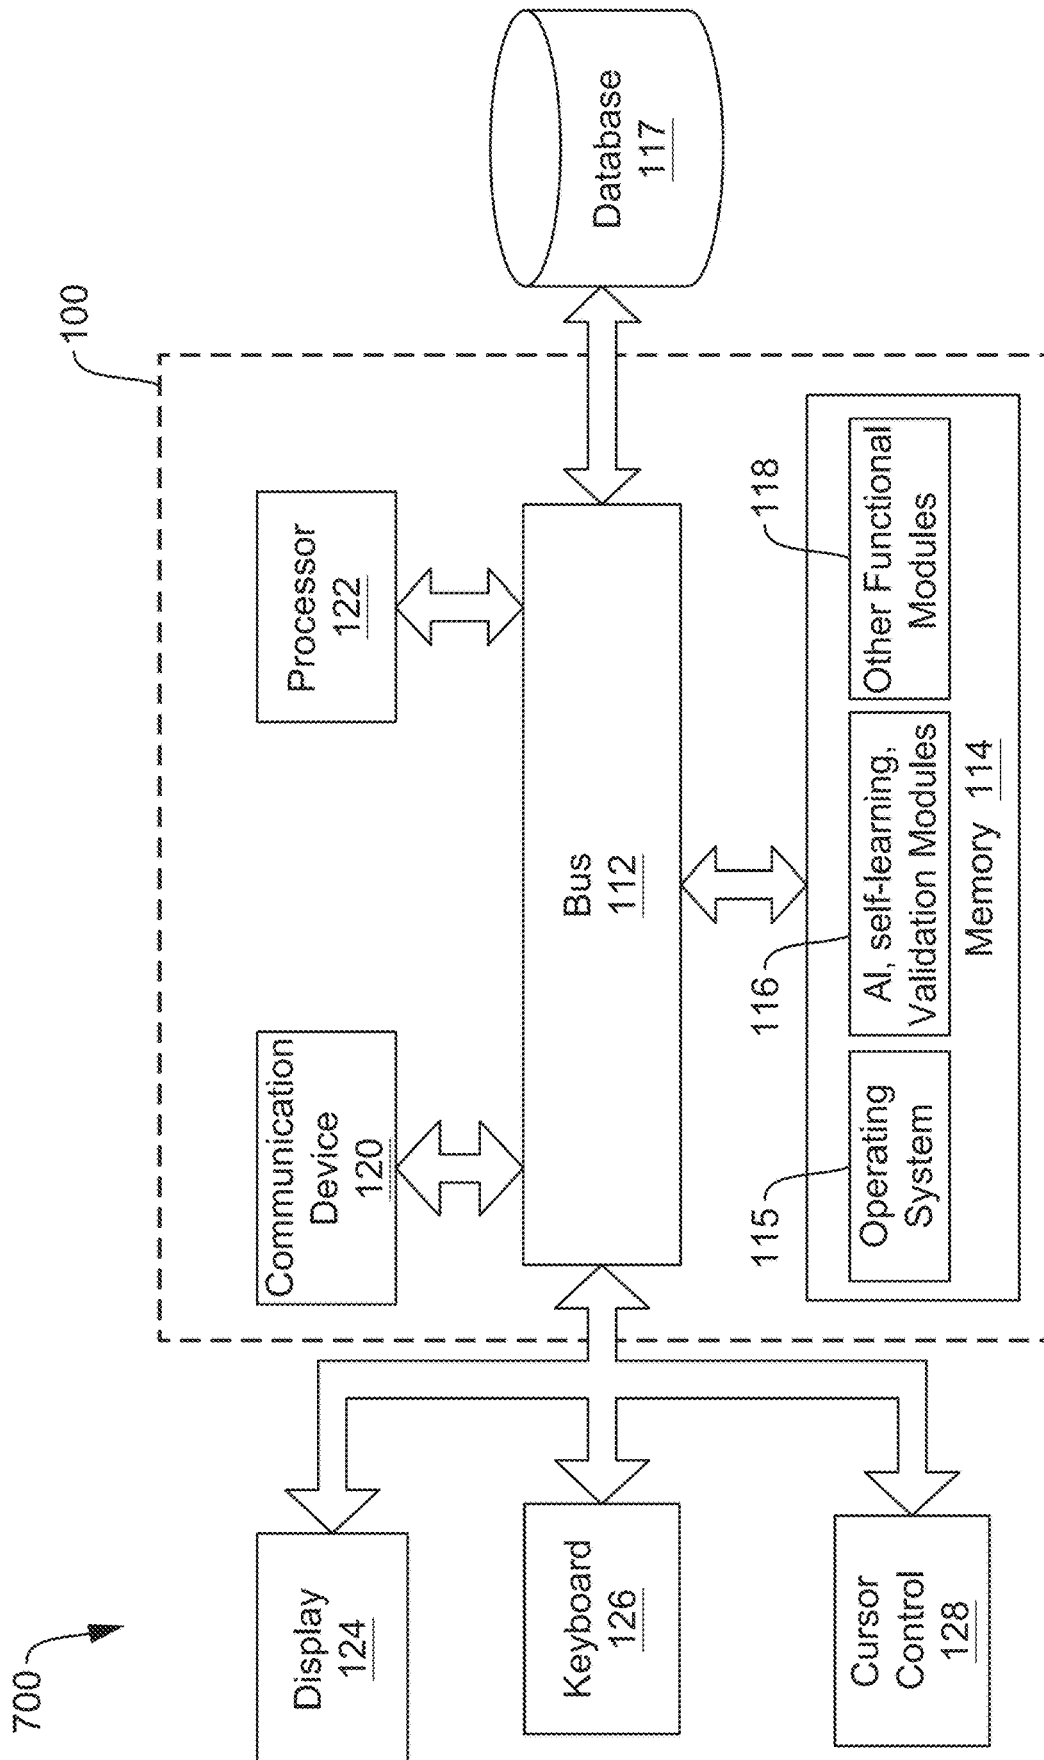 700
100
Display
124
Communication
Device
120
Processor
122
Keyboard
126
Bus
112
Database
117
Cursor
Control
128
115
116
118
Operating
System
AI, self-learning,
Validation Modules
Other Functional
Modules
Memory 114